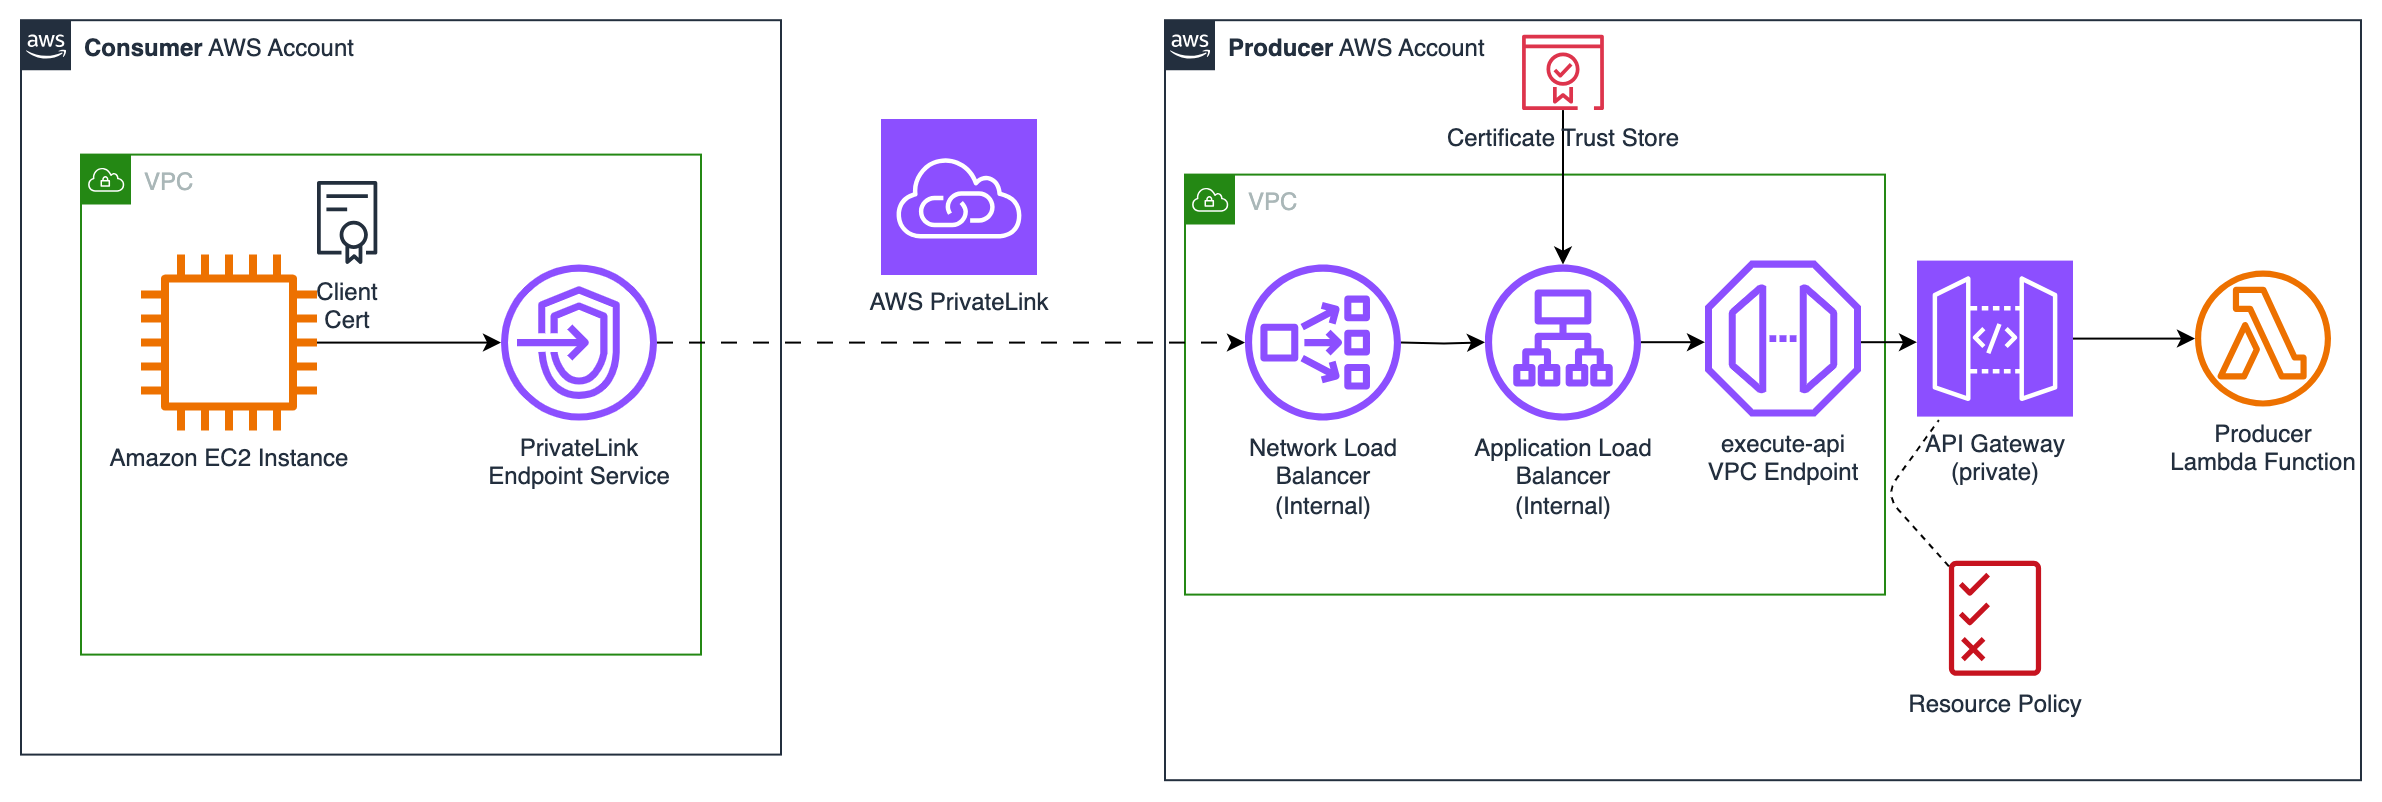 aws
Consumer AWS Account
VPC
Client
Cert
Amazon EC2 Instance
PrivateLink
Endpoint Service
AWS PrivateLink
aws
Producer AWS Account
Certificate Trust Store
VPC
Network Load
Balancer
(Internal)
Application Load
Balancer
(Internal)
execute-api
VPC Endpoint
</>
API Gateway
(private)
Producer
Lambda Function
Resource Policy